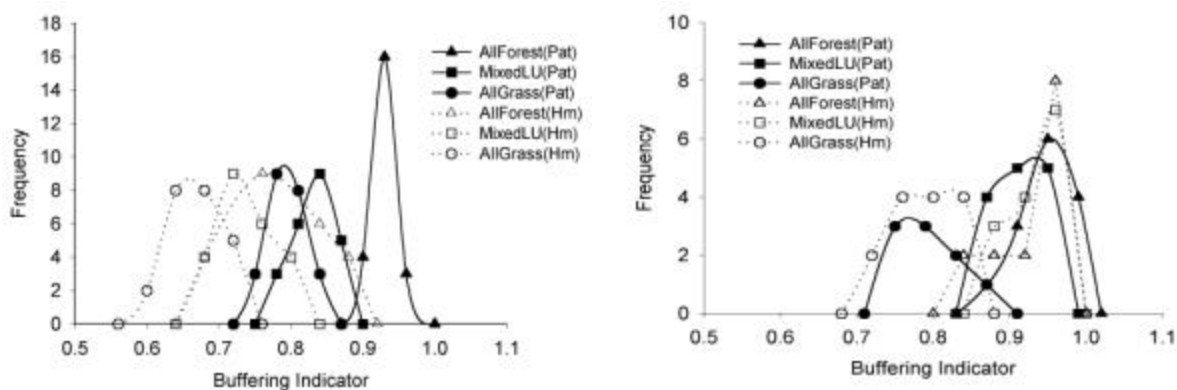 18
16
14
12
10
8
6
4
2
0
Frequency
AllForest(Pat)
MixedLU(Pat)
AllGrass(Pat)
AllForest(Hm)
MixedLU(Hm)
AllGrass(Hm)
0.5 0.6 0.7 0.8 0.9 1.0 1.1
Buffering Indicator
10
8
6
4
2
0
Frequency
AllForest(Pat)
MixedLU(Pat)
AllGrass(Pat)
AllForest(Hm)
MixedLU(Hm)
AllGrass(Hm)
0.5 0.6 0.7 0.8 0.9 1.0 1.1
Buffering Indicator